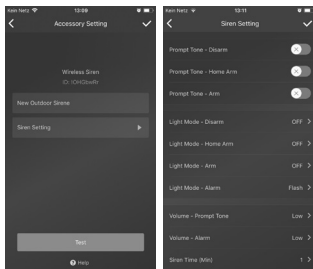 Kein Netz 13:09
Accessory Setting
Wireless Siren
New Outdoor Sirene
Siren Setting
Test
Help
Kein Netz 13:11
Siren Setting
Prompt Tone - Disarm
Prompt Tone - Home Arm
Prompt Tone - Arm
Light Mode - Disarm OFF
Light Mode - Home Arm OFF
Light Mode - Arm OFF
Light Mode - Alarm Flash
Volume - Prompt Tone Low
Volume - Alarm Low
Siran Time (Min) 1